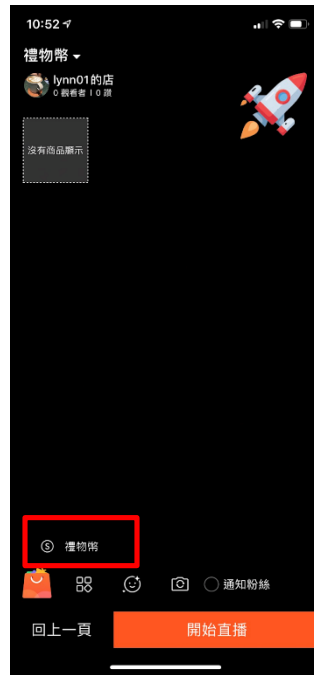 10:52
禮物幣
lynn01的店
0 觀看者 | 0 讚
沒有商品顯示
Ⓢ 禮物幣
通知粉絲
回上一頁
開始直播